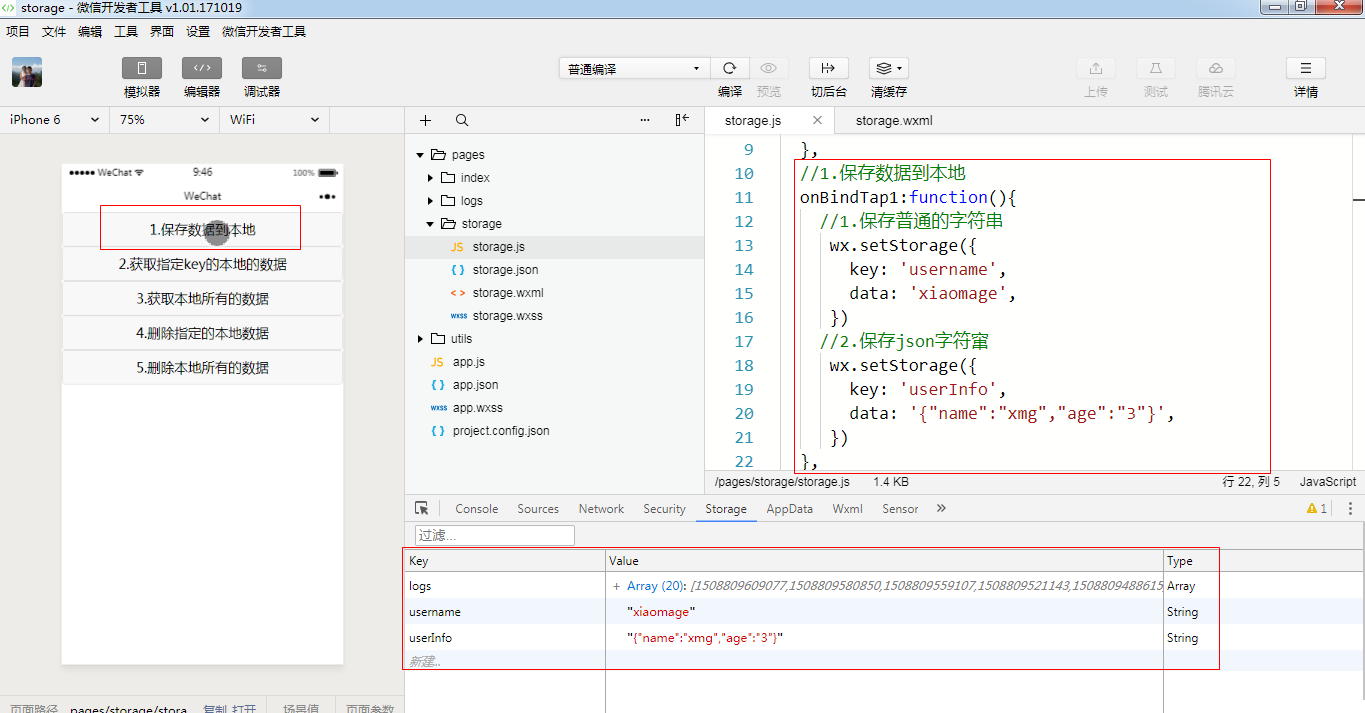 storage - 微信开发者工具 v1.01.171019
项目 文件 编辑 工具 界面 设置 微信开发者工具
模拟器 编辑器 调试器
普通编译
编译 预览 切后台 清缓存
上传 测试 腾讯云 详情
iPhone 6 75% WiFi
WeChat 9:46 100%
WeChat
1.保存数据到本地
2.获取指定key的本地的数据
3.获取本地所有的数据
4.删除指定的本地数据
5.删除本地所有的数据
页面路径 pages/storage/stora 复制 打开 场景值 页面参数
pages
index
logs
storage
JS storage.js
{ } storage.json
< > storage.wxml
wxss storage.wxss
utils
JS app.js
{ } app.json
wxss app.wxss
{ } project.config.json
storage.js storage.wxml
9 },
10 //1.保存数据到本地
11 onBindTap1:function(){
12 //1.保存普通的字符串
13 wx.setStorage({
14 key: 'username',
15 data: 'xiaomage',
16 })
17 //2.保存json字符窜
18 wx.setStorage({
19 key: 'userInfo',
20 data: '{"name":"xmg","age":"3"}',
21 })
22 },
/pages/storage/storage.js 1.4 KB 行 22, 列 5 JavaScript
Console Sources Network Security Storage AppData Wxml Sensor » 1
过滤...
Key Value Type
logs + Array (20): [1508809609077,1508809580850,1508809559107,1508809521143,1508809488615, Array
username "xiaomage" String
userInfo "{"name":"xmg","age":"3"}" String
新建...